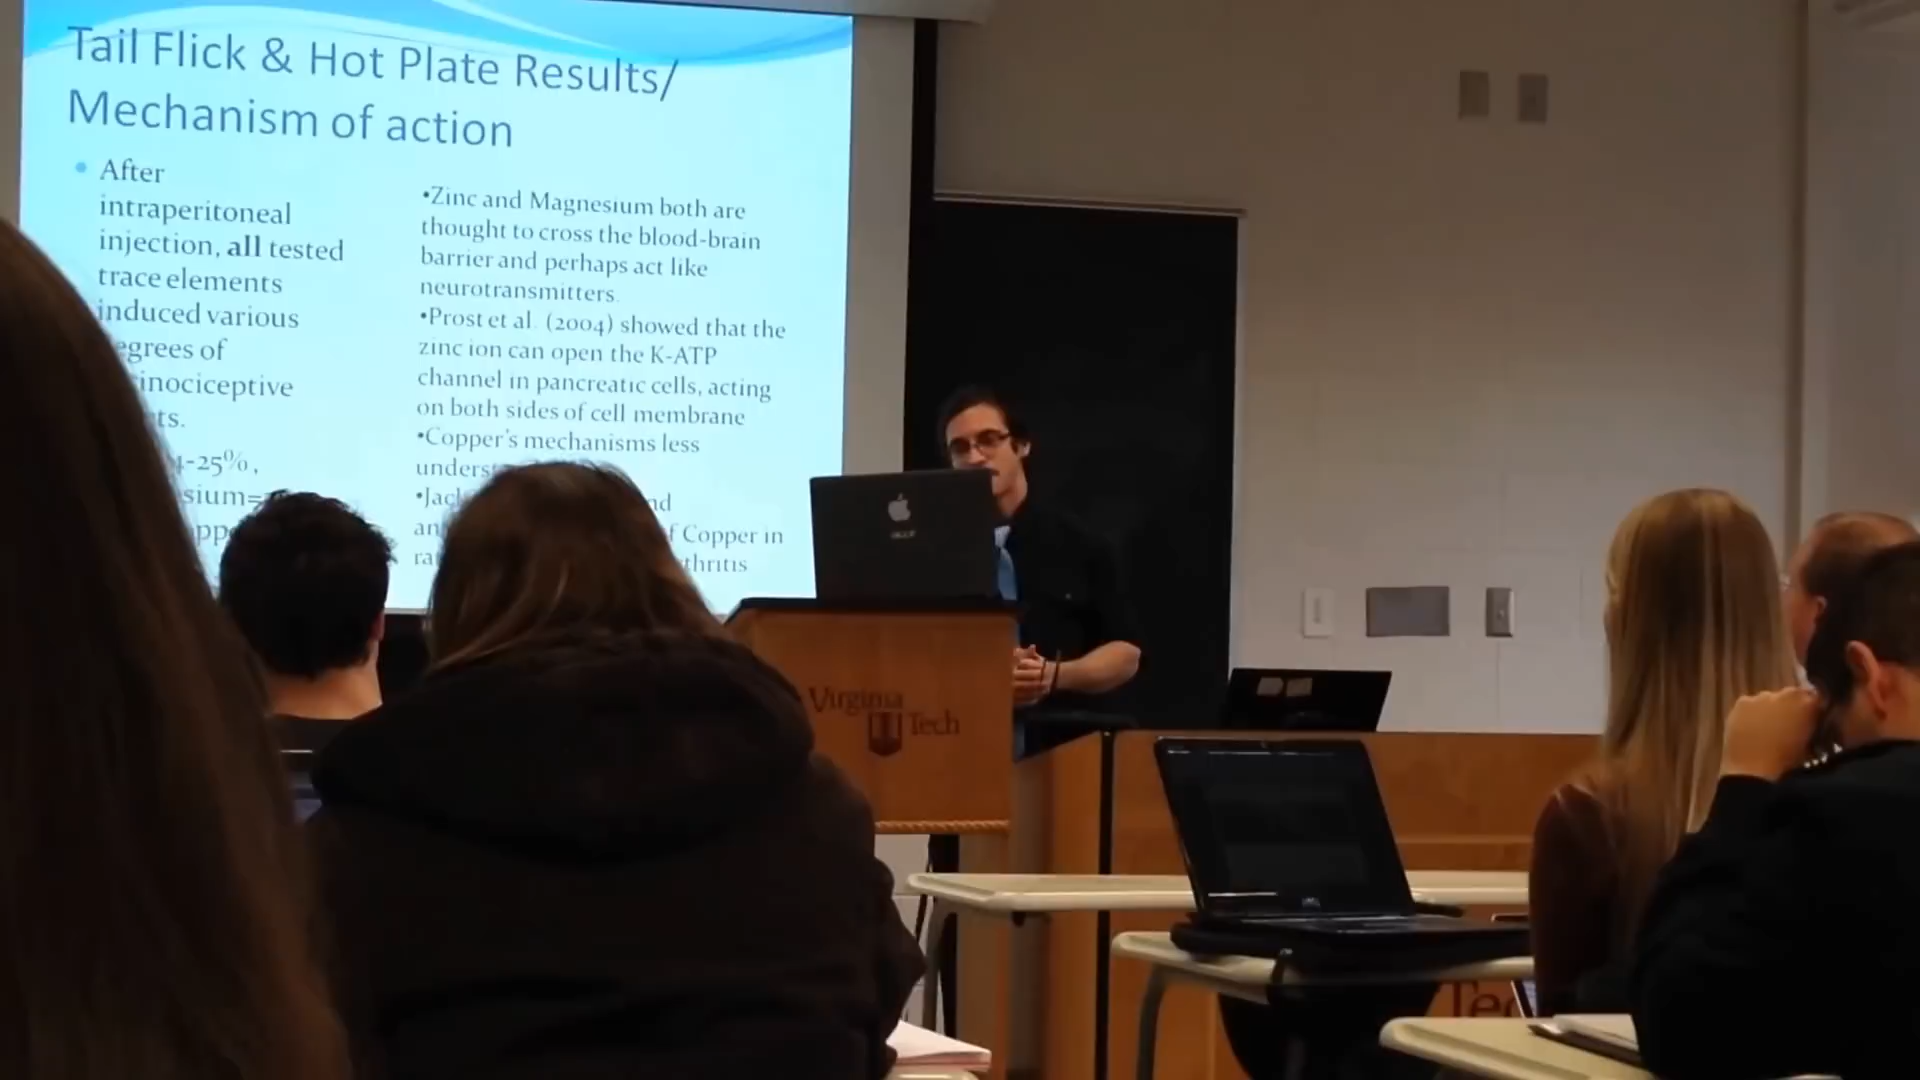 Tail Flick & Hot Plate Results/
Mechanism of action
• After
intraperitoneal
injection, all tested
trace elements
induced various
egrees of
inociceptive
ts.
-25%,
sium=
•Zinc and Magnesium both are
thought to cross the blood-brain
barrier and perhaps act like
neurotransmitters.
•Prost et al. (2004) showed that the
zinc ion can open the K-ATP
channel in pancreatic cells, acting
on both sides of cell membrane
•Copper's mechanisms less
unders
•Jac nd
an f Copper in
ra thritis
acer
Virginia
Tech
DELL
Tec